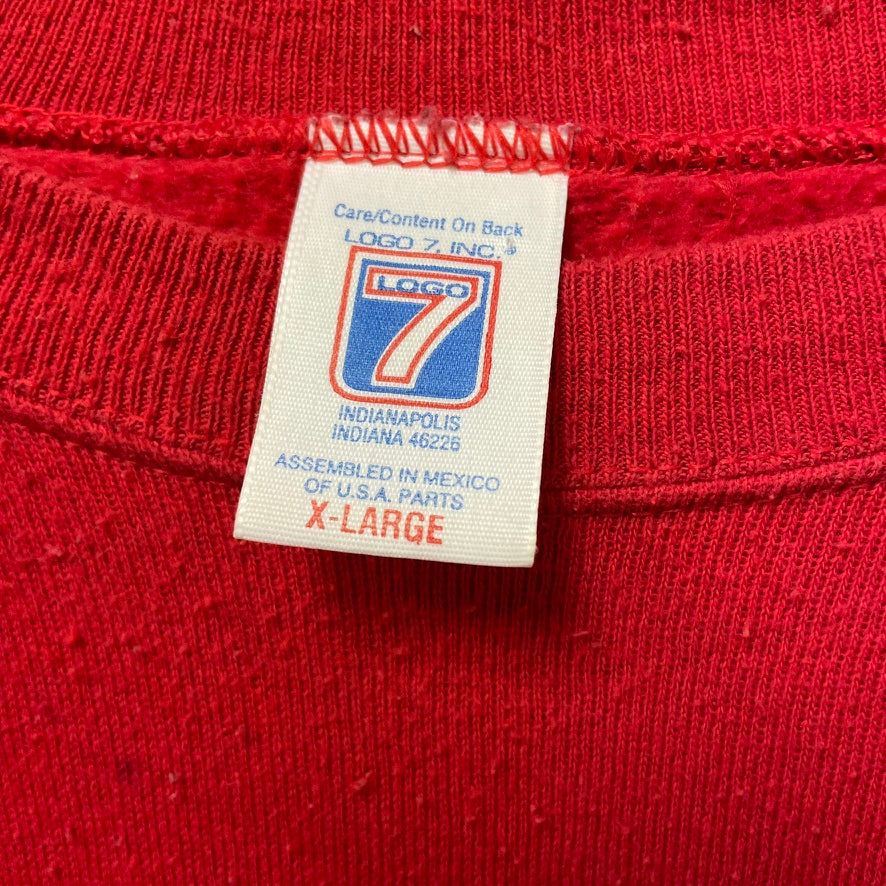 Care/Content On Back
LOGO 7, INC.
LOGO
7
INDIANAPOLIS
INDIANA 46226
ASSEMBLED IN MEXICO
OF U.S.A. PARTS
X-LARGE